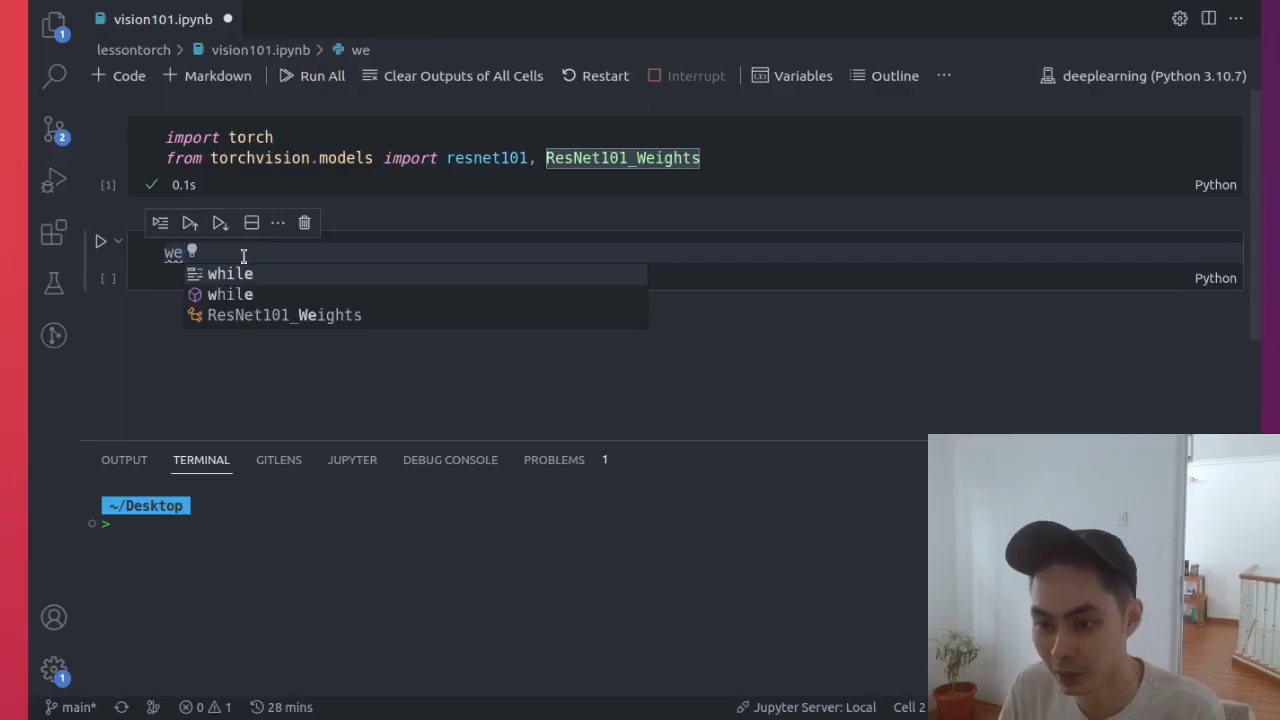 vision101.ipynb
lessontorch > vision101.ipynb > we
+ Code + Markdown Run All Clear Outputs of All Cells Restart Interrupt Variables Outline ··· deeplearning (Python 3.10.7)
import torch
from torchvision.models import resnet101, ResNet101_Weights
[1] 0.1s Python
we
while
[ ] Python
while
ResNet101_Weights
OUTPUT TERMINAL GITLENS JUPYTER DEBUG CONSOLE PROBLEMS 1
~/Desktop
>
main* 0 1 28 mins Jupyter Server: Local Cell 2
1
2
1